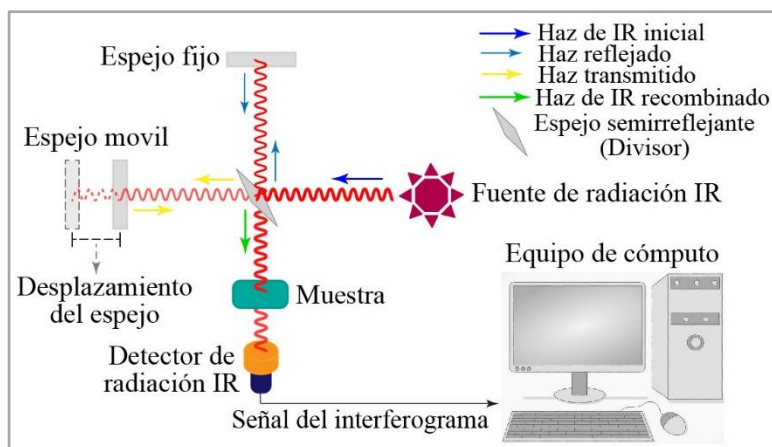 Espejo fijo
Haz de IR inicial
Haz reflejado
Haz transmitido
Haz de IR recombinado
Espejo semirreflejante
(Divisor)
Espejo movil
Fuente de radiación IR
Desplazamiento
del espejo
Muestra
Equipo de cómputo
Detector de
radiación IR
Señal del interferograma